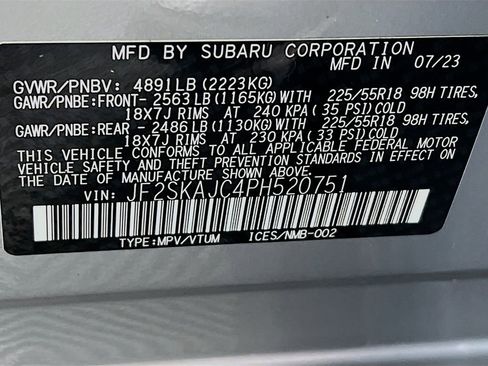 MFD BY SUBARU CORPORATION
MFD IN 07/23
GVWR/PNBV: 4891LB(2223KG)
GAWR/PNBE:FRONT- 2563LB(1165KG)WITH 225/55R18 98H TIRES,
18X7J RIMS AT 240 KPA(35 PSI)COLD
GAWR/PNBE:REAR -2486LB(1130KG)WITH 225/55R18 98H TIRES,
18X7J RIMS AT 230 KPA(33 PSI)COLD
THIS VEHICLE CONFORMS TO ALL APPLICABLE FEDERAL MOTOR
VEHICLE SAFETY AND THEFT PREVENTION STANDARDS IN EFFECT ON
THE DATE OF MANUFACTURE SHOWN ABOVE.
VIN: JF2SKAJC4PH520751
TYPE:MPV/VTUM ICES/NMB-002